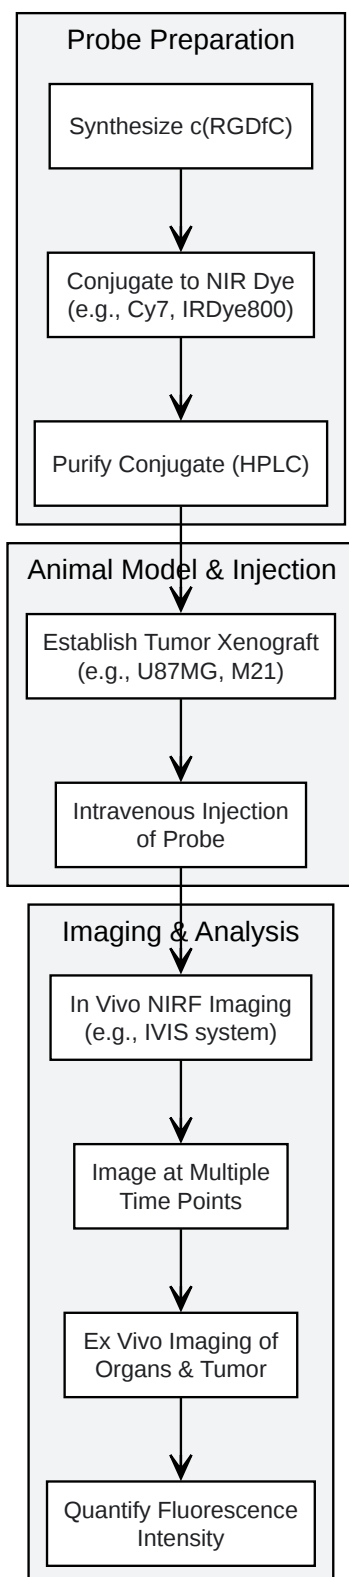 Probe Preparation
Synthesize c(RGDfC)
Conjugate to NIR Dye
(e.g., Cy7, IRDye800)
Purify Conjugate (HPLC)
Animal Model & Injection
Establish Tumor Xenograft
(e.g., U87MG, M21)
Intravenous Injection
of Probe
Imaging & Analysis
In Vivo NIRF Imaging
(e.g., IVIS system)
Image at Multiple
Time Points
Ex Vivo Imaging of
Organs & Tumor
Quantify Fluorescence
Intensity